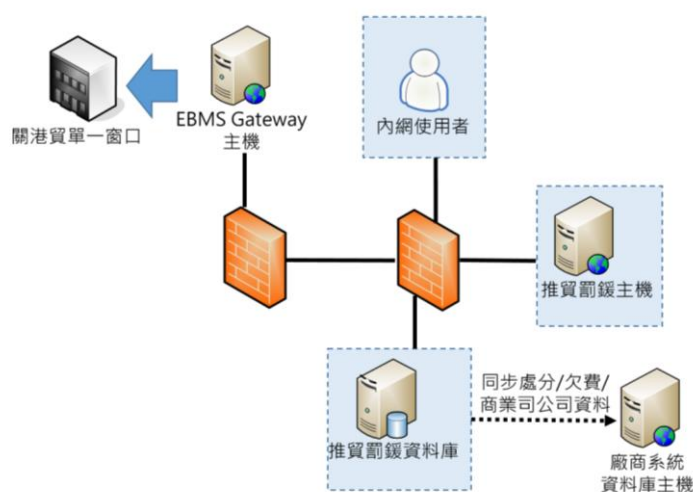 關港貿單一窗口
EBMS Gateway
主機
內網使用者
推貿罰鍰主機
推貿罰鍰資料庫
同步處分/欠費/
商業司公司資料
廠商系統
資料庫主機